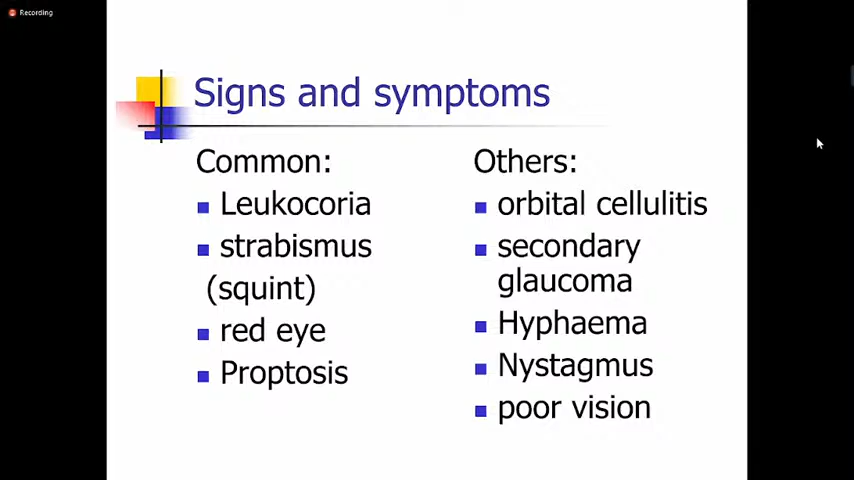 Recording
Signs and symptoms
Common:
Leukocoria
strabismus
(squint)
red eye
Proptosis
Others:
orbital cellulitis
secondary
glaucoma
Hyphaema
Nystagmus
poor vision